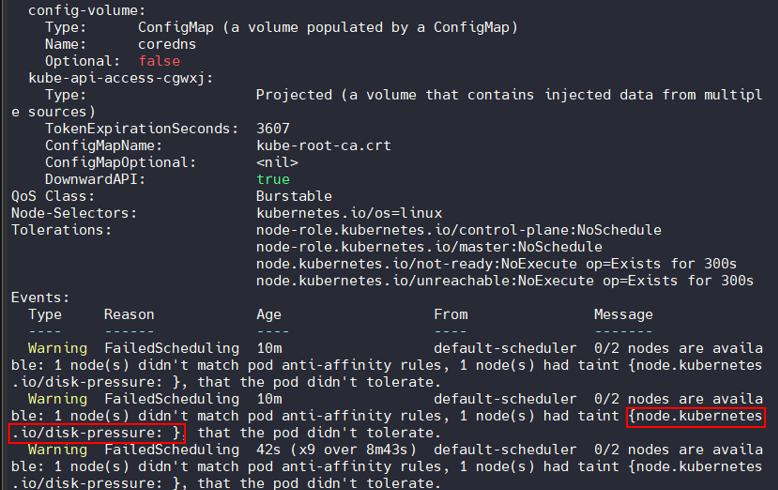 config-volume:
Type: ConfigMap (a volume populated by a ConfigMap)
Name: coredns
Optional: false
kube-api-access-cgwxj:
Type: Projected (a volume that contains injected data from multipl
e sources)
TokenExpirationSeconds: 3607
ConfigMapName: kube-root-ca.crt
ConfigMapOptional: <nil>
DownwardAPI: true
QoS Class: Burstable
Node-Selectors: kubernetes.io/os=linux
Tolerations: node-role.kubernetes.io/control-plane:NoSchedule
node-role.kubernetes.io/master:NoSchedule
node.kubernetes.io/not-ready:NoExecute op=Exists for 300s
node.kubernetes.io/unreachable:NoExecute op=Exists for 300s
Events:
Type Reason Age From Message
---- ------ ---- ---- -------
Warning FailedScheduling 10m default-scheduler 0/2 nodes are availa
ble: 1 node(s) didn't match pod anti-affinity rules, 1 node(s) had taint {node.kubernetes
.io/disk-pressure: }, that the pod didn't tolerate.
Warning FailedScheduling 10m default-scheduler 0/2 nodes are availa
ble: 1 node(s) didn't match pod anti-affinity rules, 1 node(s) had taint {node.kubernetes
.io/disk-pressure: }, that the pod didn't tolerate.
Warning FailedScheduling 42s (x9 over 8m43s) default-scheduler 0/2 nodes are availa
ble: 1 node(s) didn't match pod anti-affinity rules, 1 node(s) had taint {node.kubernetes
.io/disk-pressure: }, that the pod didn't tolerate.